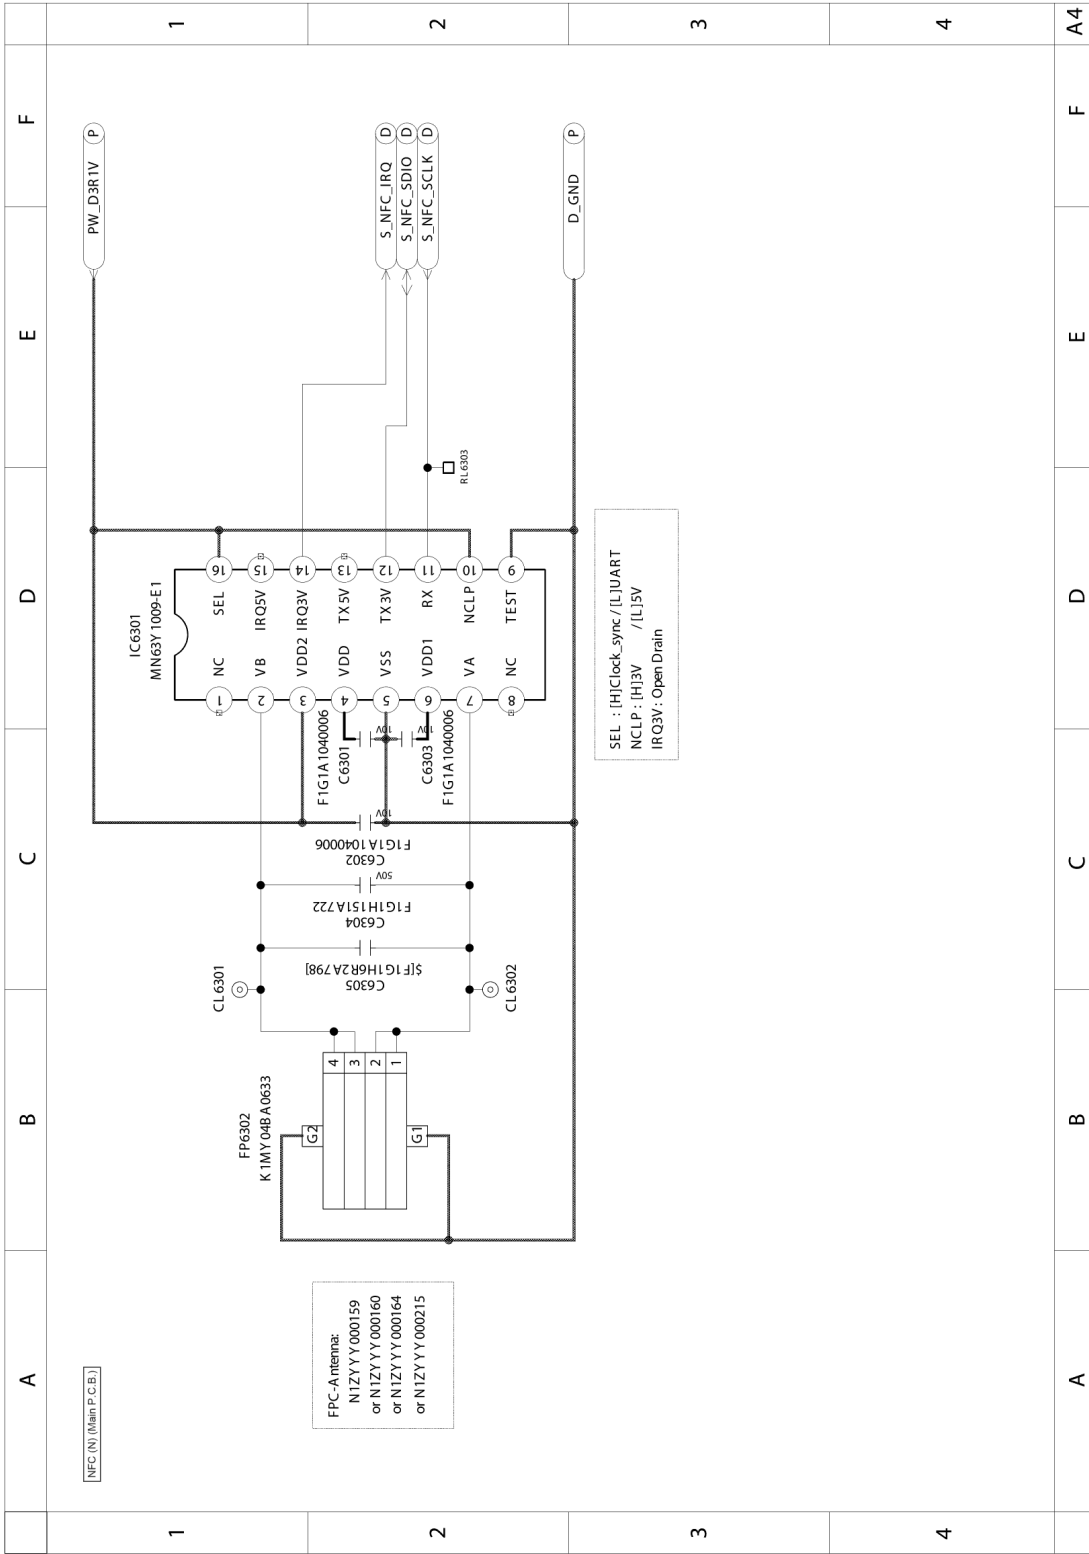 A
B
C
D
E
F
1
2
3
4
A4
NFC (N) (Main P.C.B.)
PW_D3R1V
P
IC6301
MN63Y1009-E1
1
NC
SEL
16
2
VB
IRQ5V
15
3
VDD2
IRQ3V
14
4
VDD
TX5V
13
5
VSS
TX3V
12
6
VDD1
RX
11
7
VA
NCLP
10
8
NC
TEST
9
S_NFC_IRQ
D
S_NFC_SDIO
D
S_NFC_SCLK
D
RL6303
D_GND
P
F1G1A1040006
C6301
10V
10V
C6303
F1G1A1040006
10V
F1G1A1040006
C6302
50V
F1G1H151A722
C6304
$[F1G1H6R2A798]
C6305
CL6301
CL6302
FP6302
K1MY04BA0633
G2
4
3
2
1
G1
FPC-Antenna:
N1ZYYY000159
or N1ZYYY000160
or N1ZYYY000164
or N1ZYYY000215
SEL : [H]Clock_sync / [L]UART
NCLP : [H]3V / [L]5V
IRQ3V : Open Drain
1
2
3
4
A
B
C
D
E
F